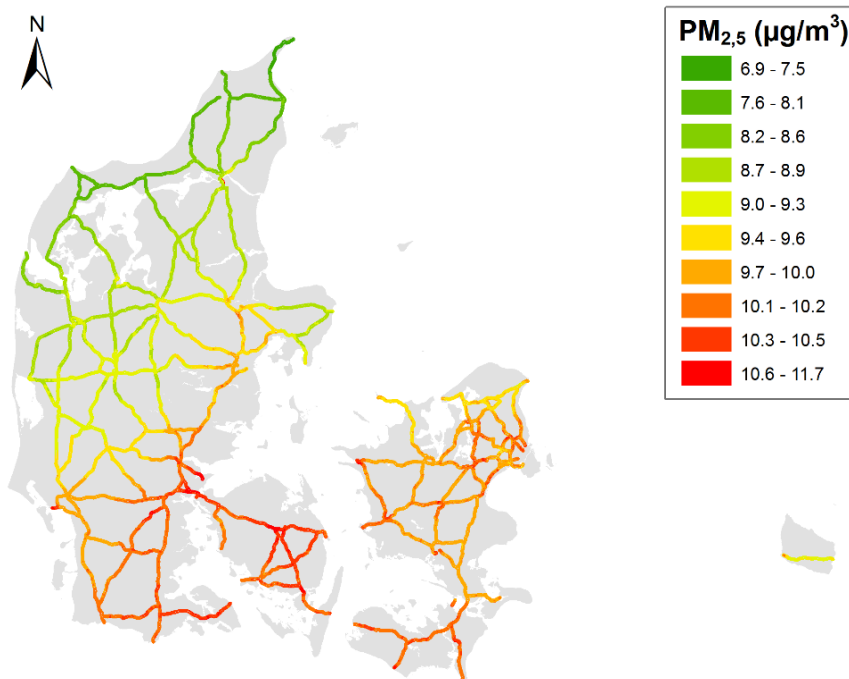 N
PM2,5 (µg/m³)
6.9 - 7.5
7.6 - 8.1
8.2 - 8.6
8.7 - 8.9
9.0 - 9.3
9.4 - 9.6
9.7 - 10.0
10.1 - 10.2
10.3 - 10.5
10.6 - 11.7